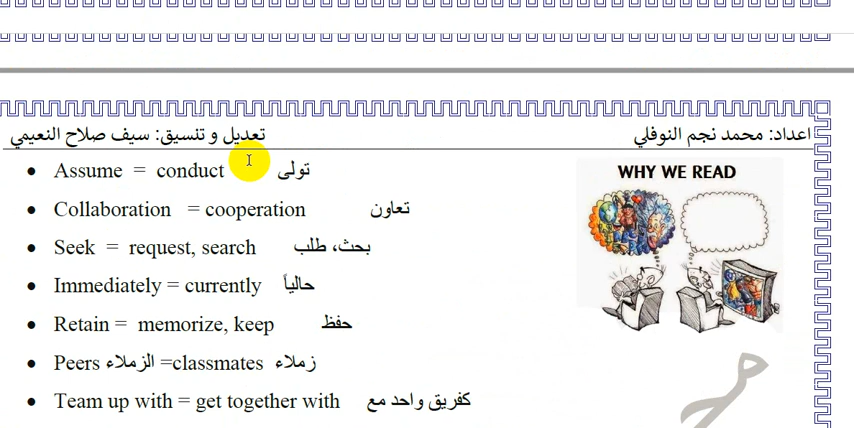 اعداد: محمد نجم النوفلي تعديل و تنسيق: سيف صلاح النعيمي
WHY WE READ
• Assume = conduct تولى
• Collaboration = cooperation تعاون
• Seek = request, search بحث، طلب
• Immediately = currently حالياً
• Retain = memorize, keep حفظ
• Peers الزملاء =classmates زملاء
• Team up with = get together with كفريق واحد مع